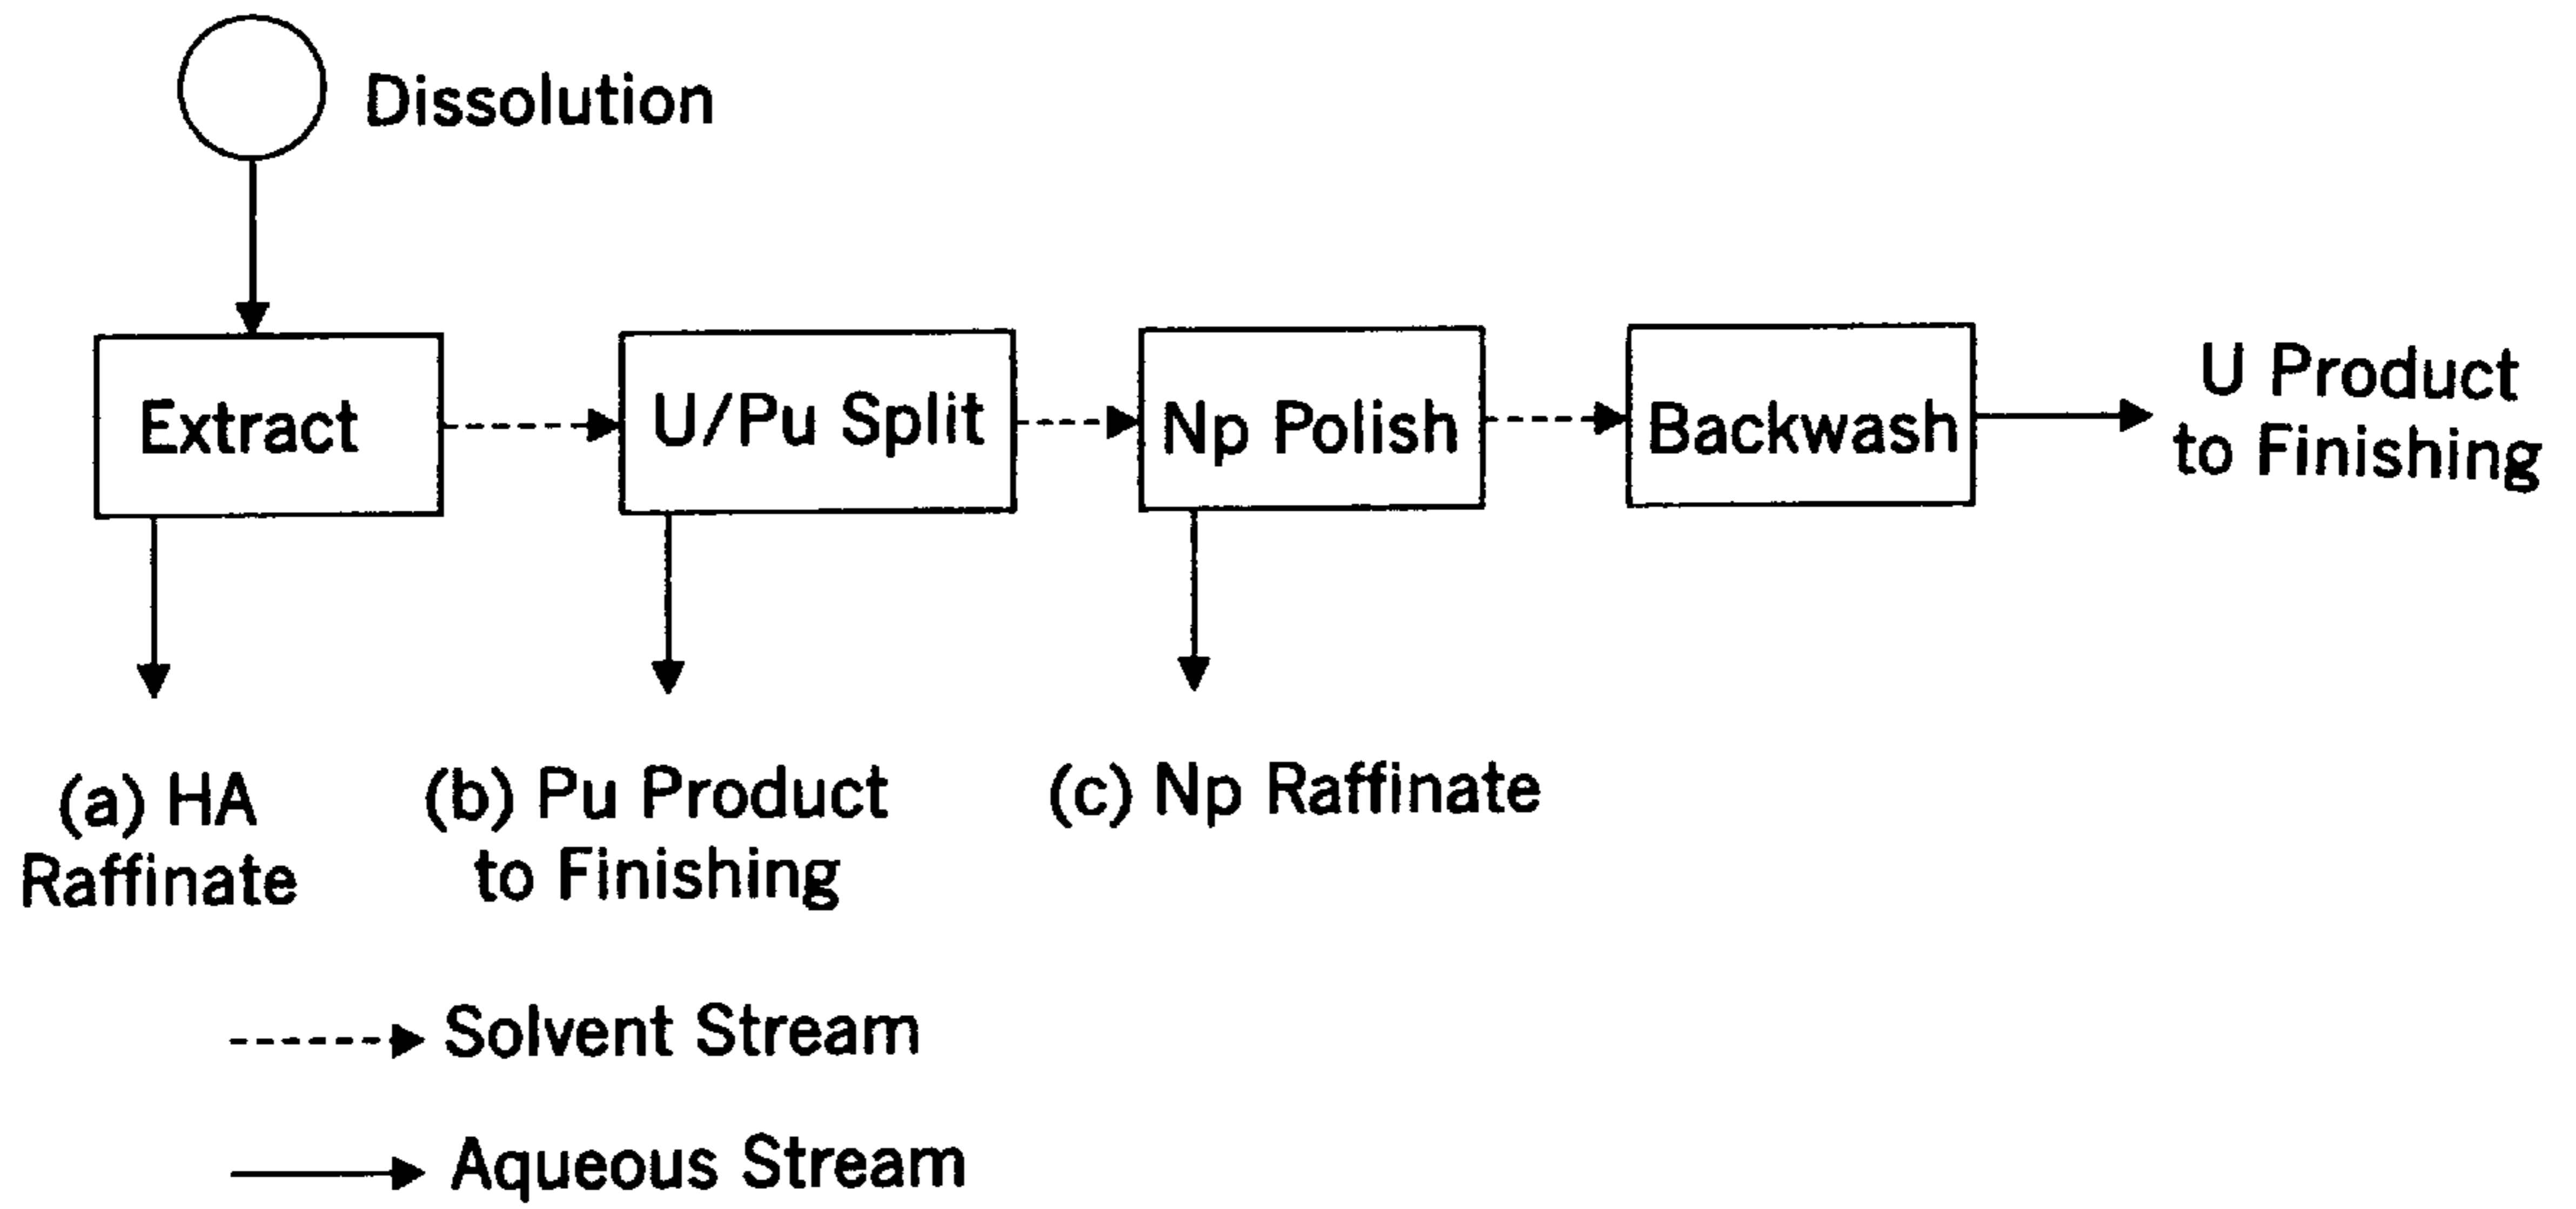 Dissolution
Extract
U/Pu Split
Np Polish
Backwash
U Product
to Finishing
(a) HA
Raffinate
(b) Pu Product
to Finishing
(c) Np Raffinate
Solvent Stream
Aqueous Stream